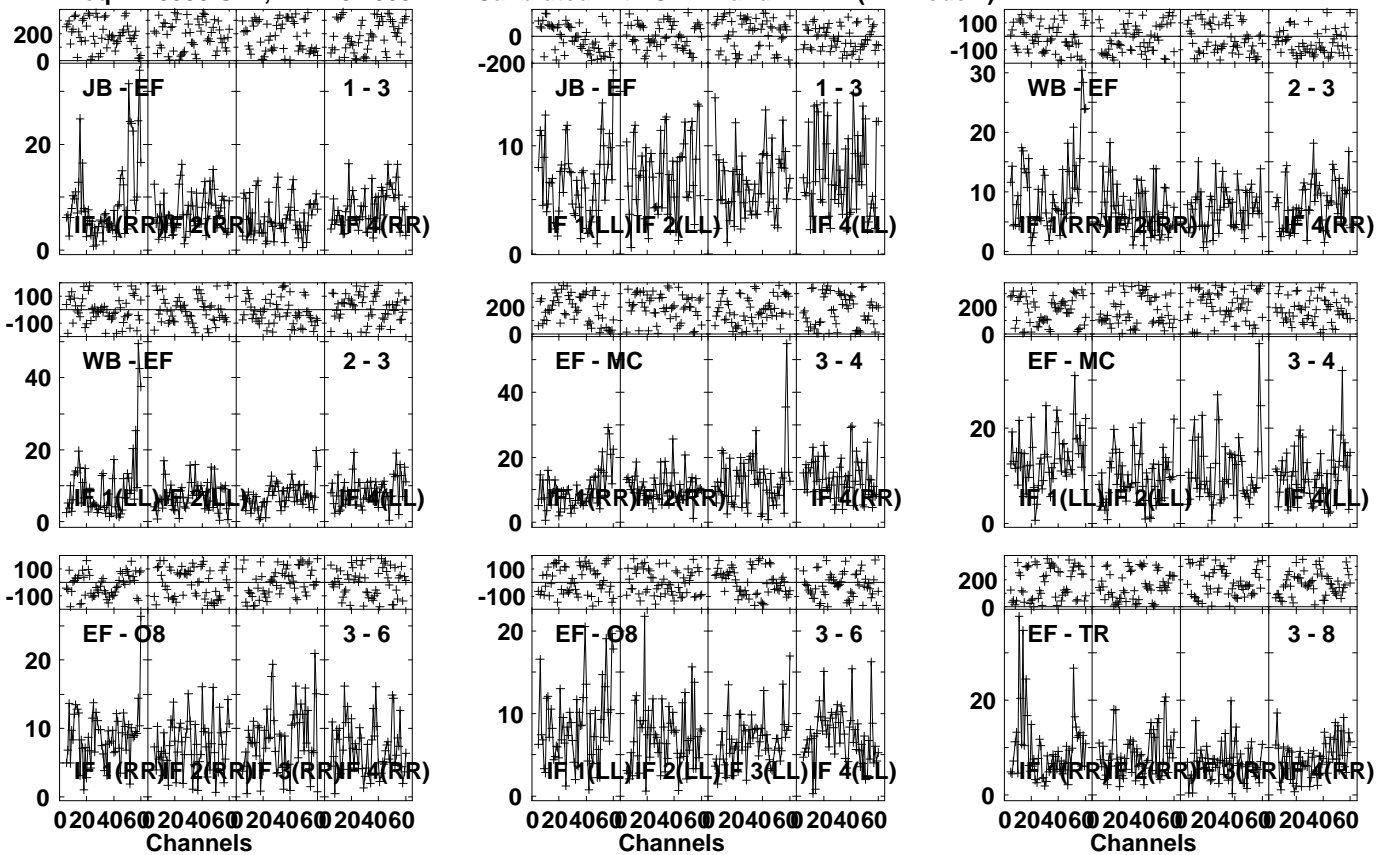 200
0
0
-200
100
-100
JB - EF 1 - 3
JB - EF 1 - 3
WB - EF 2 - 3
20
0
10
0
30
20
10
0
IF 1(RR) IF 2(RR) IF 4(RR)
IF 1(LL) IF 2(LL) IF 4(LL)
IF 1(RR) IF 2(RR) IF 4(RR)
100
-100
200
0
200
0
WB - EF 2 - 3
EF - MC 3 - 4
EF - MC 3 - 4
40
20
0
40
20
0
20
0
IF 1(LL) IF 2(LL) IF 4(LL)
IF 1(RR) IF 2(RR) IF 4(RR)
IF 1(LL) IF 2(LL) IF 4(LL)
100
-100
100
-100
200
0
EF - O8 3 - 6
EF - O8 3 - 6
EF - TR 3 - 8
20
10
0
20
10
0
20
0
IF 1(RR) IF 2(RR) IF 3(RR) IF 4(RR)
IF 1(LL) IF 2(LL) IF 3(LL) IF 4(LL)
IF 1(RR) IF 2(RR) IF 3(RR) IF 4(RR)
0 20 40 60 0 20 40 60 0 20 40 60 0 20 40 60
0 20 40 60 0 20 40 60 0 20 40 60 0 20 40 60
0 20 40 60 0 20 40 60 0 20 40 60 0 20 40 60
Channels
Channels
Channels